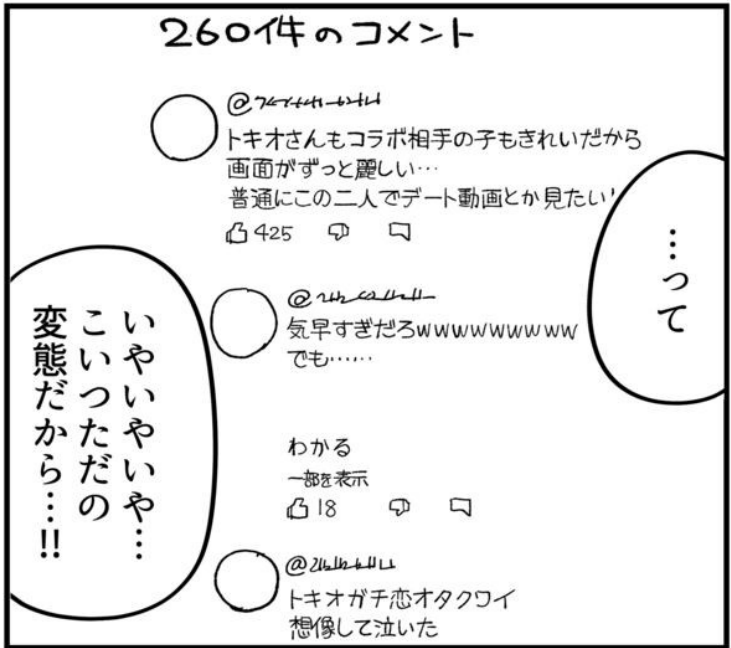 260件のコメント
@
トキオさんもコラボ相手の子もきれいだから
画面がずっと麗しい…
普通にこの二人でデート動画とか見たい!
425
…って
@
気早すぎだろwwwwwwwww
でも……
わかる
一部を表示
18
いやいやいや…
こいつただの
変態だから…!!
@
トキオガチ恋オタクワイ
想像して泣いた